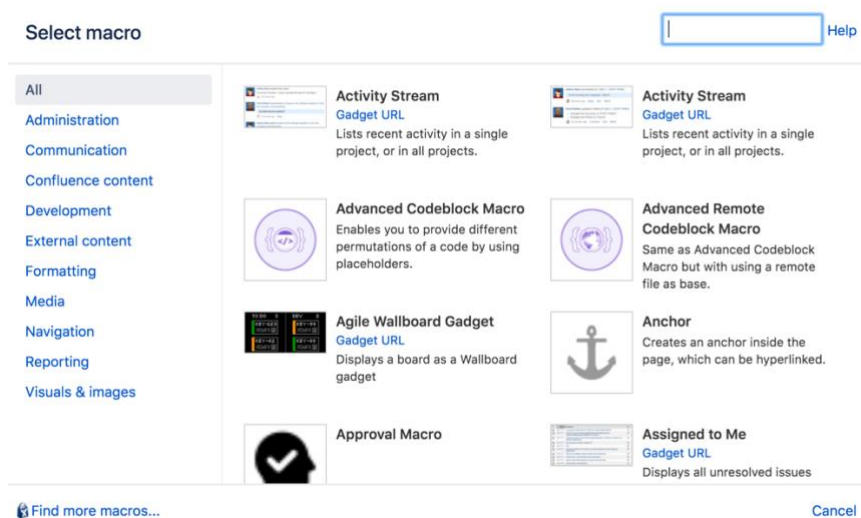 Select macro
Help
All
Administration
Communication
Confluence content
Development
External content
Formatting
Media
Navigation
Reporting
Visuals & images
Activity Stream
Gadget URL
Lists recent activity in a single
project, or in all projects.
Activity Stream
Gadget URL
Lists recent activity in a single
project, or in all projects.
Advanced Codeblock Macro
Enables you to provide different
permutations of a code by using
placeholders.
Advanced Remote
Codeblock Macro
Same as Advanced Codeblock
Macro but with using a remote
file as base.
Agile Wallboard Gadget
Gadget URL
Displays a board as a Wallboard
gadget
Anchor
Creates an anchor inside the
page, which can be hyperlinked.
Approval Macro
Assigned to Me
Gadget URL
Displays all unresolved issues
Find more macros...
Cancel